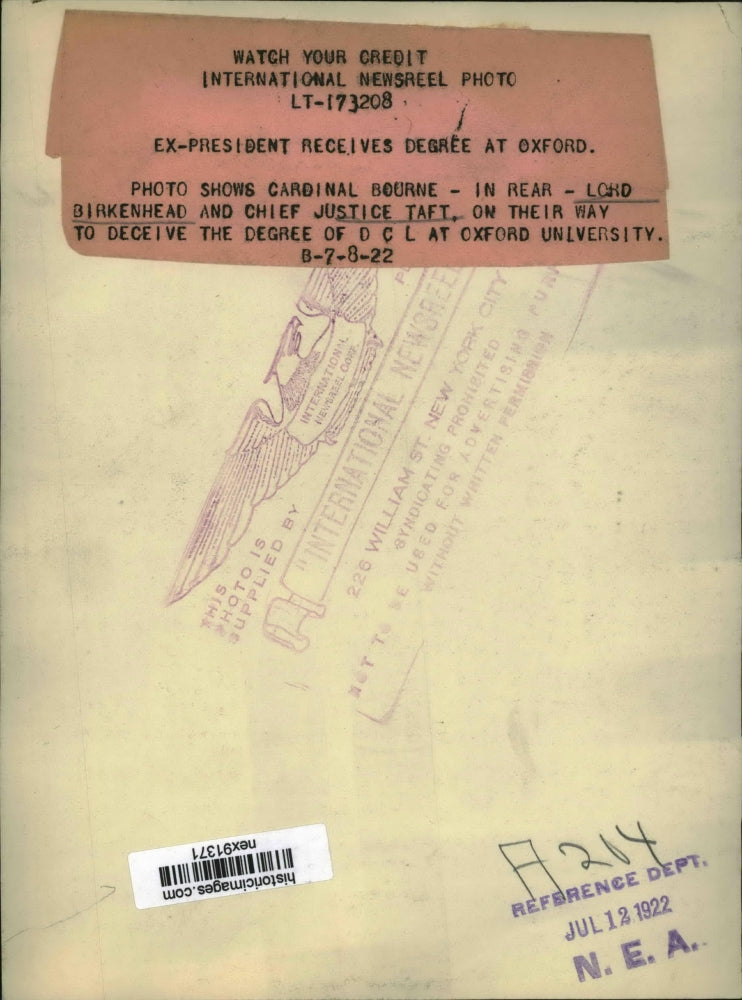 WATCH YOUR CREDIT
INTERNATIONAL NEWSREEL PHOTO
LT-173208
EX-PRESIDENT RECEIVES DEGREE AT OXFORD.
PHOTO SHOWS CARDINAL BOURNE - IN REAR - LORD
BIRKENHEAD AND CHIEF JUSTICE TAFT, ON THEIR WAY
TO DECEIVE THE DEGREE OF D C L AT OXFORD UNIVERSITY.
B-7-8-22
INTERNATIONAL
NEWSREEL CORP.
THIS
PHOTO IS
SUPPLIED BY
"INTERNATIONAL NEWSREEL
226 WILLIAM ST. NEW YORK CITY
SYNDICATING PROHIBITED
NOT TO BE USED FOR ADVERTISING
WITHOUT WRITTEN PERMISSION
historicimages.com
nex91371
A 204
REFERENCE DEPT.
JUL 12 1922
N. E. A.